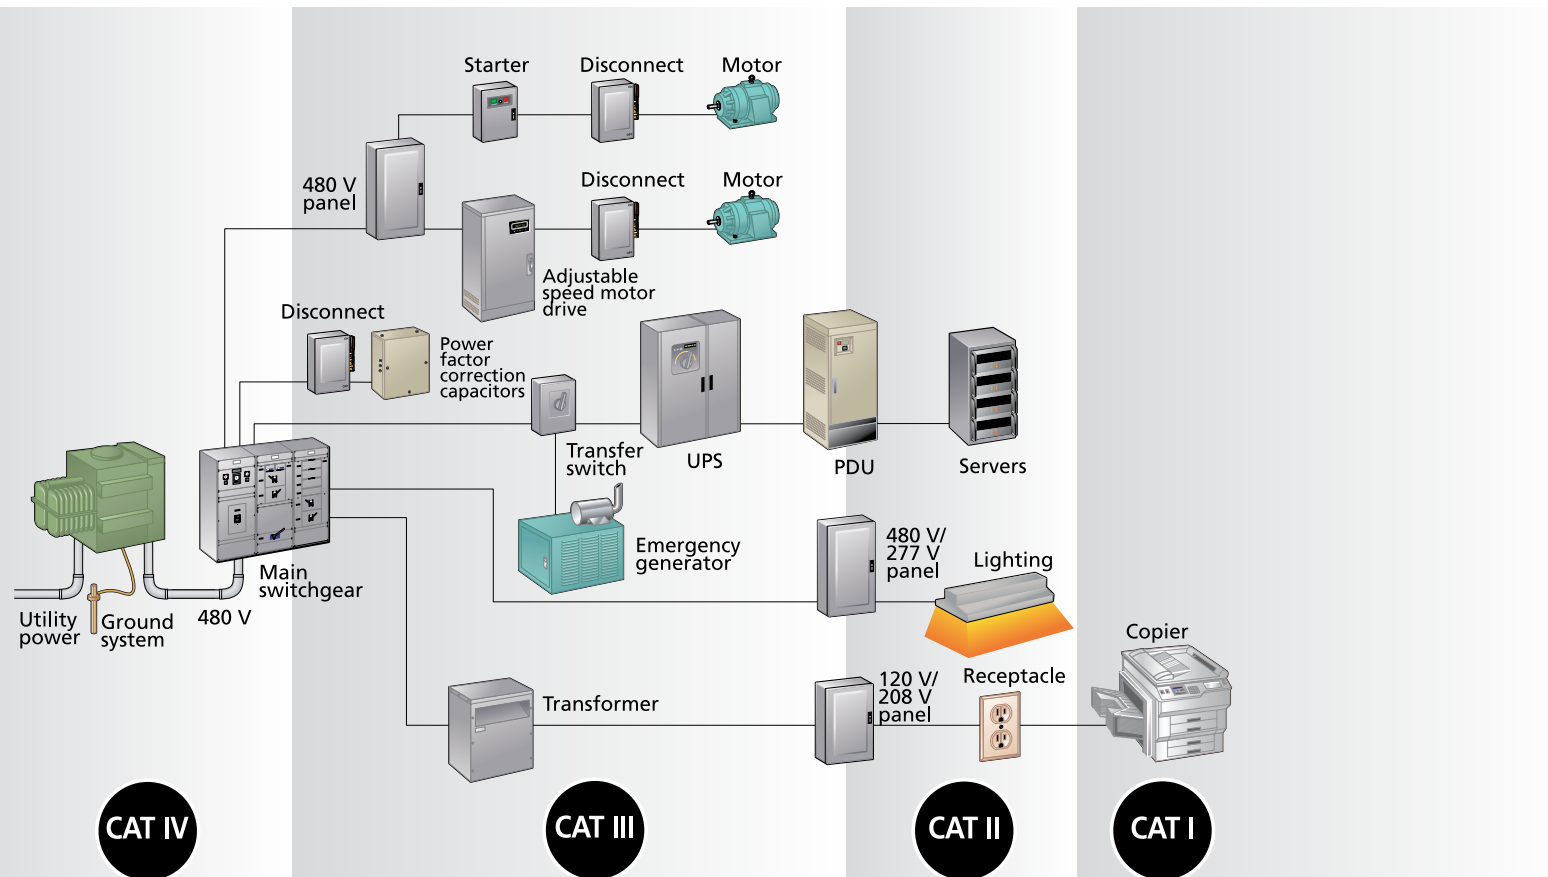 Starter
Disconnect
Motor
480 V
panel
Disconnect
Motor
Adjustable
speed motor
drive
Disconnect
Power
factor
correction
capacitors
Transfer
switch
UPS
PDU
Servers
Emergency
generator
480 V/
277 V
panel
Lighting
Main
switchgear
Utility
power
Ground
system
480 V
Copier
Transformer
120 V/
208 V
panel
Receptacle
CAT IV
CAT III
CAT II
CAT I